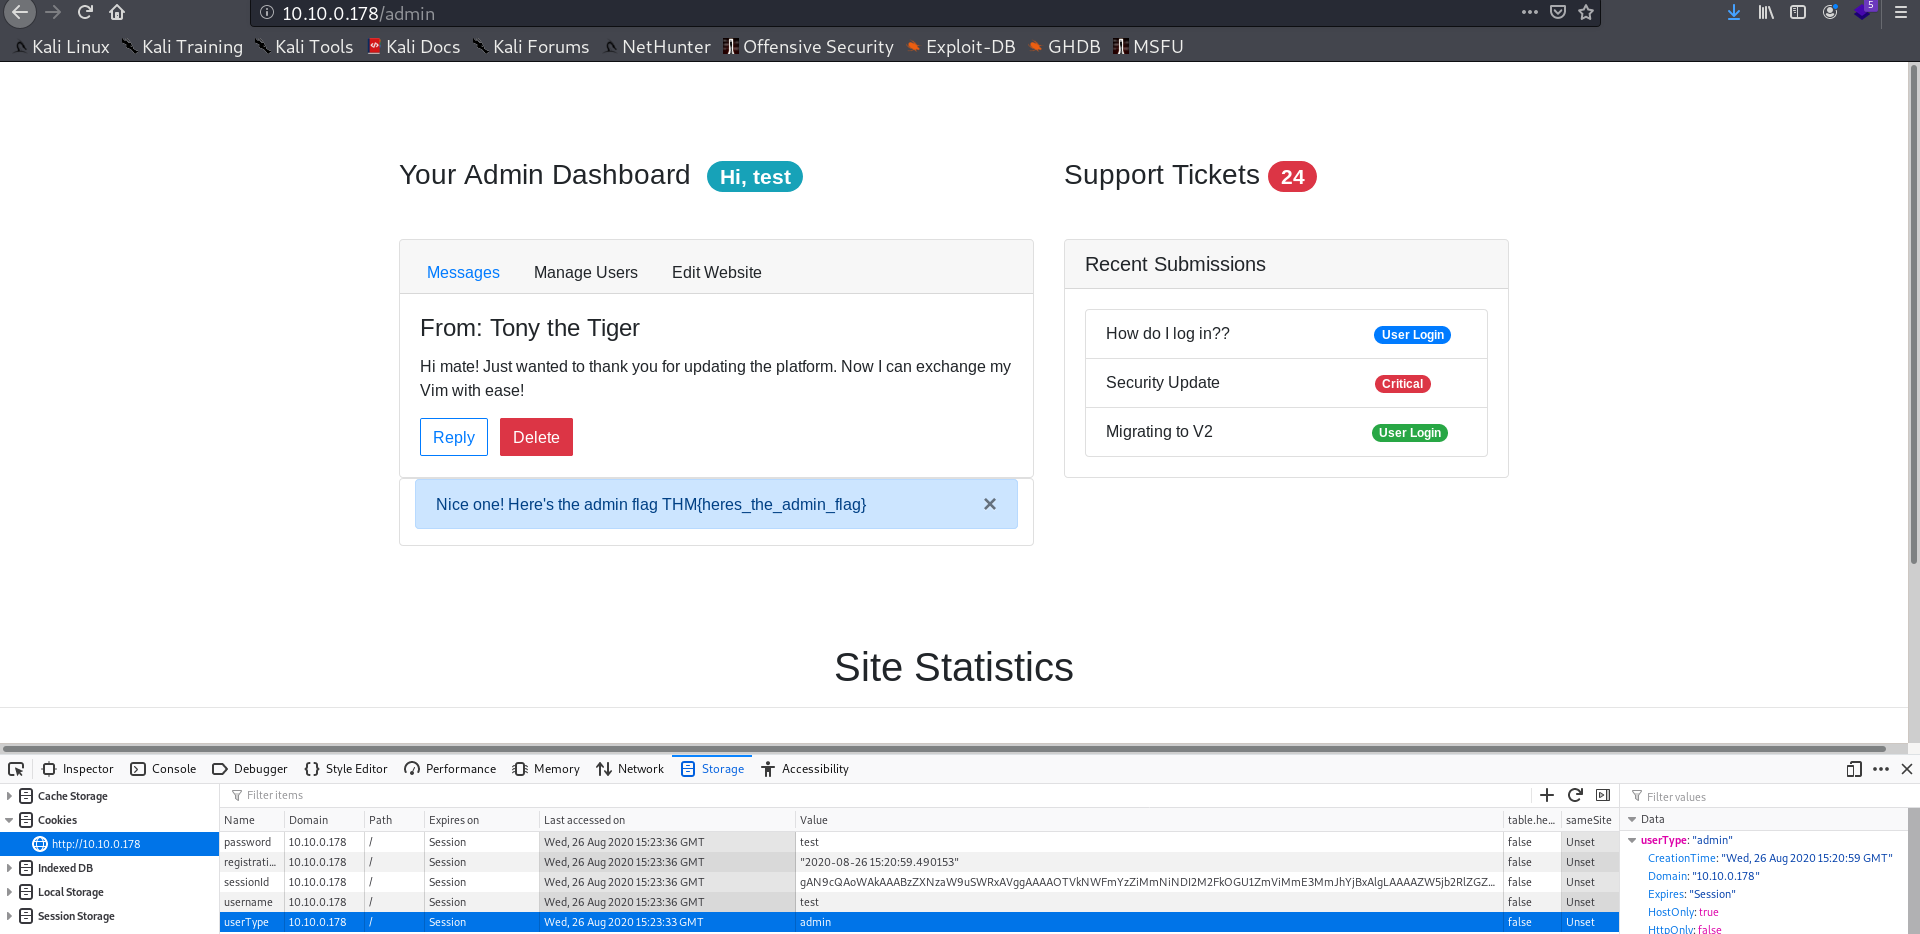 10.10.0.178/admin
5
Kali Linux Kali Training Kali Tools Kali Docs Kali Forums NetHunter Offensive Security Exploit-DB GHDB MSFU
Your Admin Dashboard Hi, test
Support Tickets 24
Messages Manage Users Edit Website
From: Tony the Tiger
Hi mate! Just wanted to thank you for updating the platform. Now I can exchange my
Vim with ease!
Reply Delete
Nice one! Here's the admin flag THM{heres_the_admin_flag} ×
Recent Submissions
How do I log in?? User Login
Security Update Critical
Migrating to V2 User Login
Site Statistics
Inspector Console Debugger Style Editor Performance Memory Network Storage Accessibility
Cache Storage
Cookies
http://10.10.0.178
Indexed DB
Local Storage
Session Storage
Filter items
Name Domain Path Expires on Last accessed on Value table.he... sameSite
password 10.10.0.178 / Session Wed, 26 Aug 2020 15:23:36 GMT test false Unset
registrati... 10.10.0.178 / Session Wed, 26 Aug 2020 15:23:36 GMT "2020-08-26 15:20:59.490153" false Unset
sessionId 10.10.0.178 / Session Wed, 26 Aug 2020 15:23:36 GMT false Unset
username 10.10.0.178 / Session Wed, 26 Aug 2020 15:23:36 GMT test false Unset
userType 10.10.0.178 / Session Wed, 26 Aug 2020 15:23:33 GMT admin false Unset
Filter values
Data
userType: "admin"
CreationTime: "Wed, 26 Aug 2020 15:20:59 GMT"
Domain: "10.10.0.178"
Expires: "Session"
HostOnly: true
HttpOnly: false